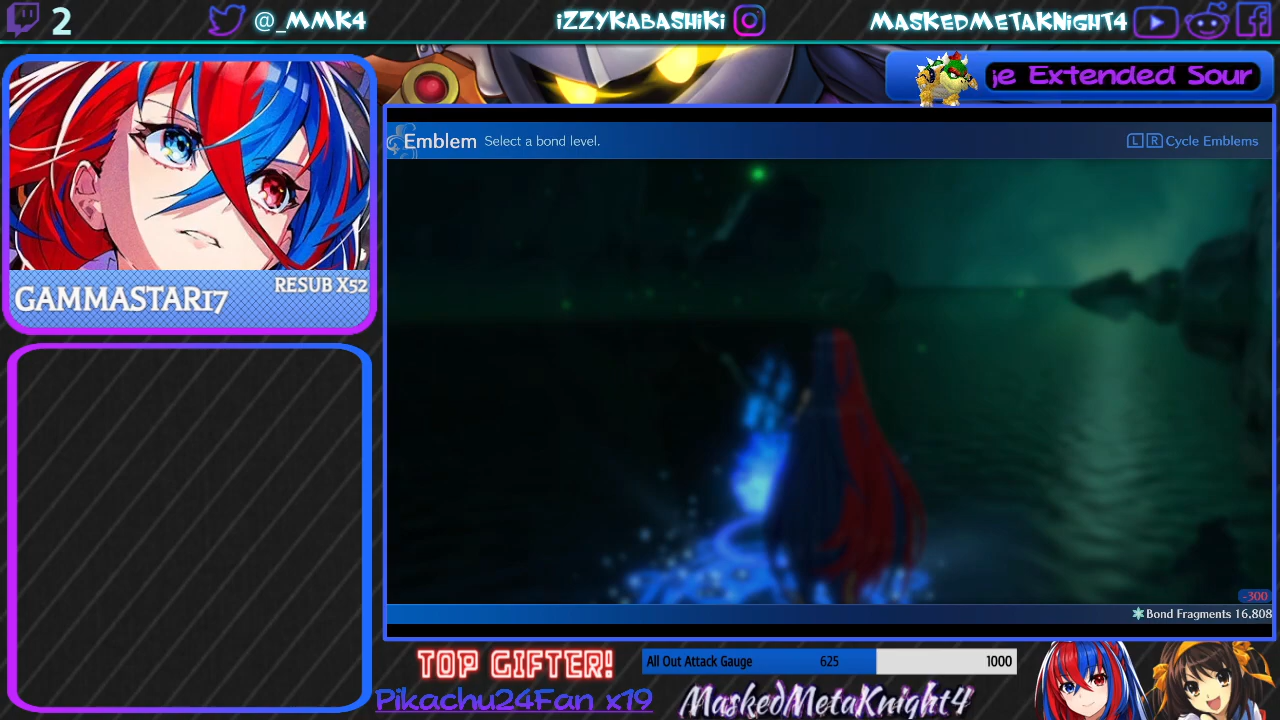 2
@_MMK4
iZZYKABASHiKi
MASKEDMETAKNiGHT4
je Extended Sour
Emblem Select a bond level.
L R Cycle Emblems
GAMMASTAR17
RESUB X52
-300
Bond Fragments 16,808
TOP GIFTER!
Pikachu24Fan x19
All Out Attack Gauge 625 1000
MaskedMetaKnight4